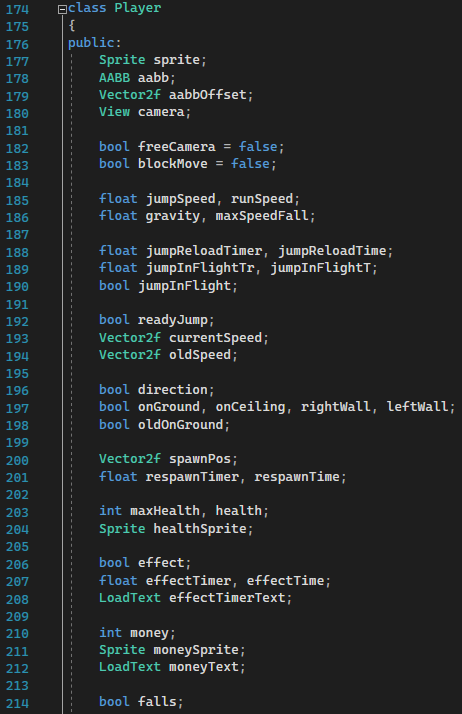 174 class Player
175 {
176 public:
177 Sprite sprite;
178 AABB aabb;
179 Vector2f aabbOffset;
180 View camera;
181
182 bool freeCamera = false;
183 bool blockMove = false;
184
185 float jumpSpeed, runSpeed;
186 float gravity, maxSpeedFall;
187
188 float jumpReloadTimer, jumpReloadTime;
189 float jumpInFlightTr, jumpInFlightT;
190 bool jumpInFlight;
191
192 bool readyJump;
193 Vector2f currentSpeed;
194 Vector2f oldSpeed;
195
196 bool direction;
197 bool onGround, onCeiling, rightWall, leftWall;
198 bool oldOnGround;
199
200 Vector2f spawnPos;
201 float respawnTimer, respawnTime;
202
203 int maxHealth, health;
204 Sprite healthSprite;
205
206 bool effect;
207 float effectTimer, effectTime;
208 LoadText effectTimerText;
209
210 int money;
211 Sprite moneySprite;
212 LoadText moneyText;
213
214 bool falls;